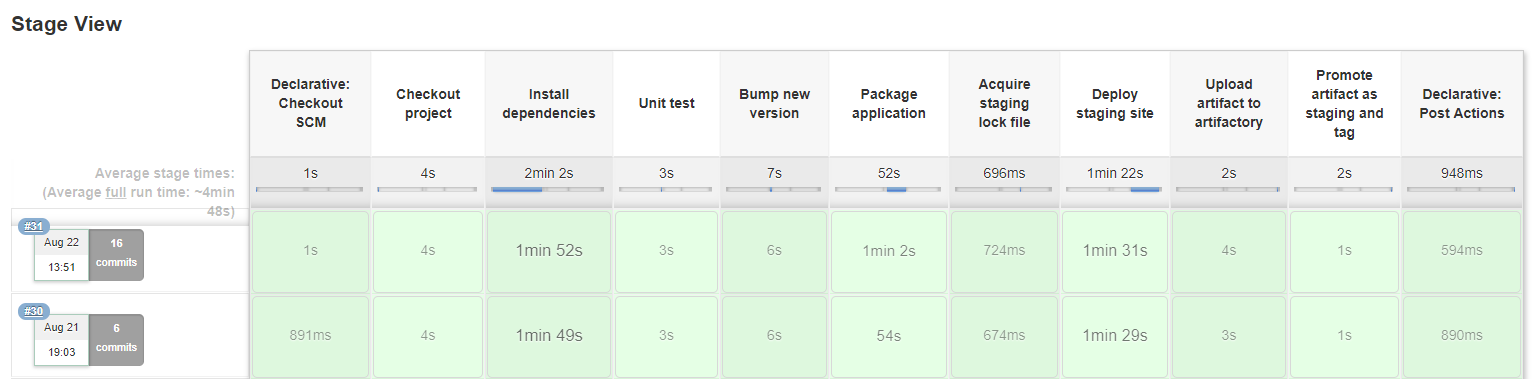 Stage View
Declarative:
Checkout
SCM
Checkout
project
Install
dependencies
Unit test
Bump new
version
Package
application
Acquire
staging
lock file
Deploy
staging site
Upload
artifact to
artifactory
Promote
artifact as
staging and
tag
Declarative:
Post Actions
Average stage times:
(Average full run time: ~4min
48s)
1s
4s
2min 2s
3s
7s
52s
696ms
1min 22s
2s
2s
948ms
#31
Aug 22
13:51
16
commits
1s
4s
1min 52s
3s
6s
1min 2s
724ms
1min 31s
4s
1s
594ms
#30
Aug 21
19:03
6
commits
891ms
4s
1min 49s
3s
6s
54s
674ms
1min 29s
3s
1s
890ms